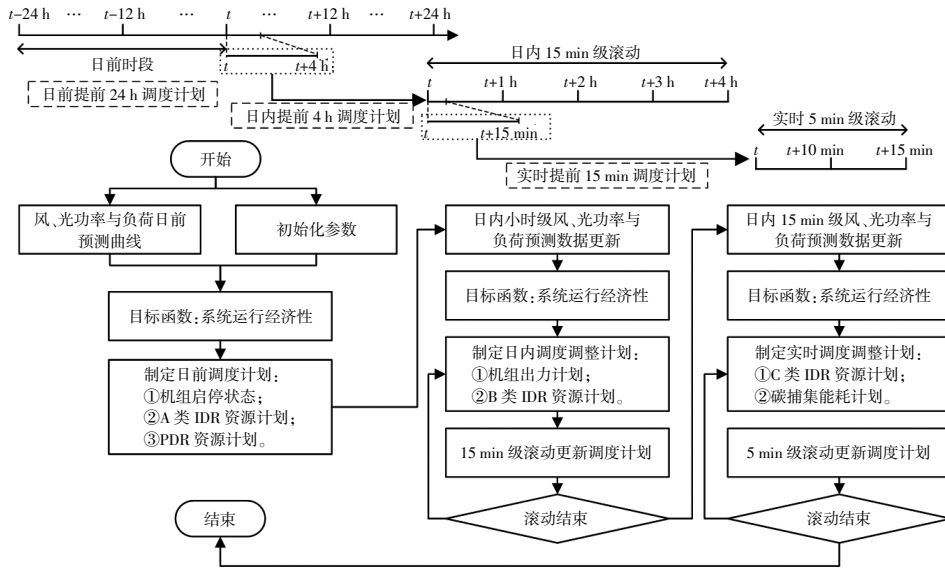 t−24 h … t−12 h … t … t+12 h … t+24 h
日前时段
t t+4 h
日前提前 24 h 调度计划
日内 15 min 级滚动
t t+1 h t+2 h t+3 h t+4 h
日内提前 4 h 调度计划
t t+15 min
实时 5 min 级滚动
t t+10 min t+15 min
实时提前 15 min 调度计划
开始
风、光功率与负荷日前
预测曲线
初始化参数
目标函数:系统运行经济性
制定日前调度计划:
①机组启停状态;
②A 类 IDR 资源计划;
③PDR 资源计划。
日内小时级风、光功率与
负荷预测数据更新
目标函数:系统运行经济性
制定日内调度调整计划:
①机组出力计划;
②B 类 IDR 资源计划。
15 min 级滚动更新调度计划
滚动结束
日内 15 min 级风、光功率与
负荷预测数据更新
目标函数:系统运行经济性
制定实时调度调整计划:
①C 类 IDR 资源计划;
②碳捕集能耗计划。
5 min 级滚动更新调度计划
滚动结束
结束